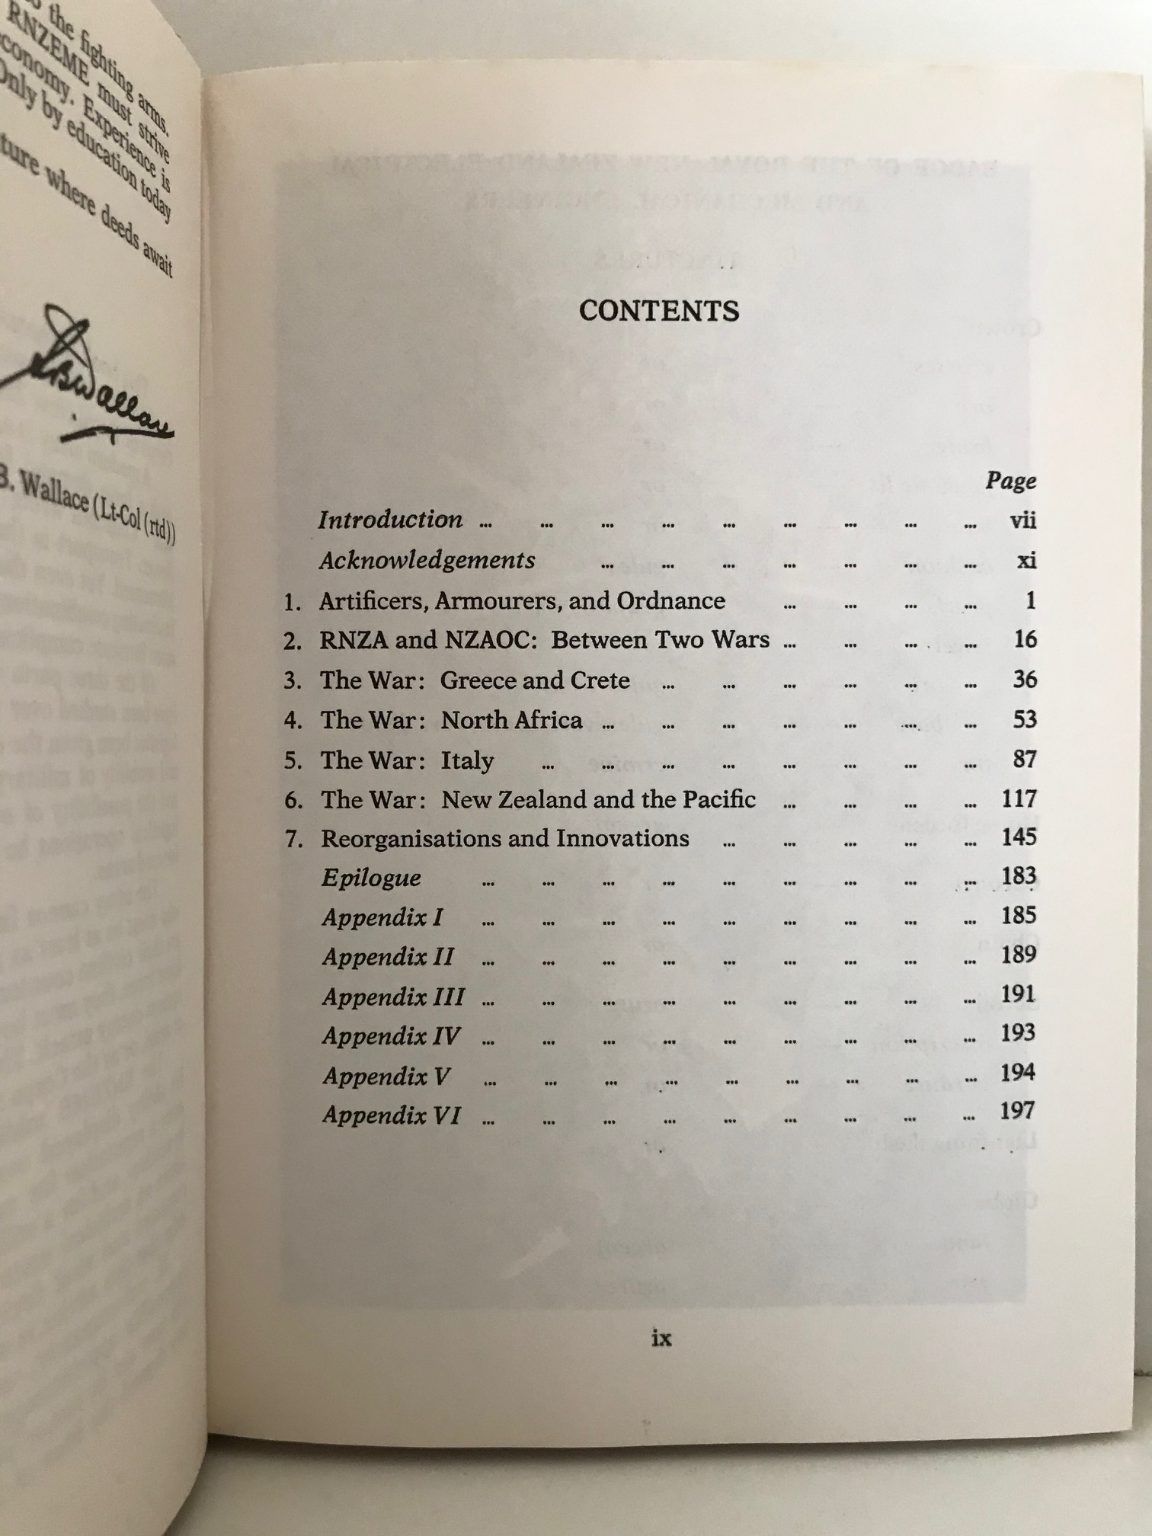 to the fighting arms.
RNZEME must strive
economy. Experience is
Only by education today
where deeds await
B Wallace
B. Wallace (Lt-Col (rtd))
CONTENTS
Page
Introduction ... ... ... ... ... ... ... ... ... vii
Acknowledgements ... ... ... ... ... ... ... xi
1. Artificers, Armourers, and Ordnance ... ... ... ... 1
2. RNZA and NZAOC: Between Two Wars ... ... ... ... 16
3. The War: Greece and Crete ... ... ... ... ... ... 36
4. The War: North Africa ... ... ... ... ... ... ... 53
5. The War: Italy ... ... ... ... ... ... ... ... 87
6. The War: New Zealand and the Pacific ... ... ... ... 117
7. Reorganisations and Innovations ... ... ... ... ... 145
Epilogue ... ... ... ... ... ... ... ... ... 183
Appendix I ... ... ... ... ... ... ... ... ... 185
Appendix II ... ... ... ... ... ... ... ... ... 189
Appendix III ... ... ... ... ... ... ... ... ... 191
Appendix IV ... ... ... ... ... ... ... ... ... 193
Appendix V ... ... ... ... ... ... ... ... ... 194
Appendix VI ... ... ... ... ... ... ... ... ... 197
ix